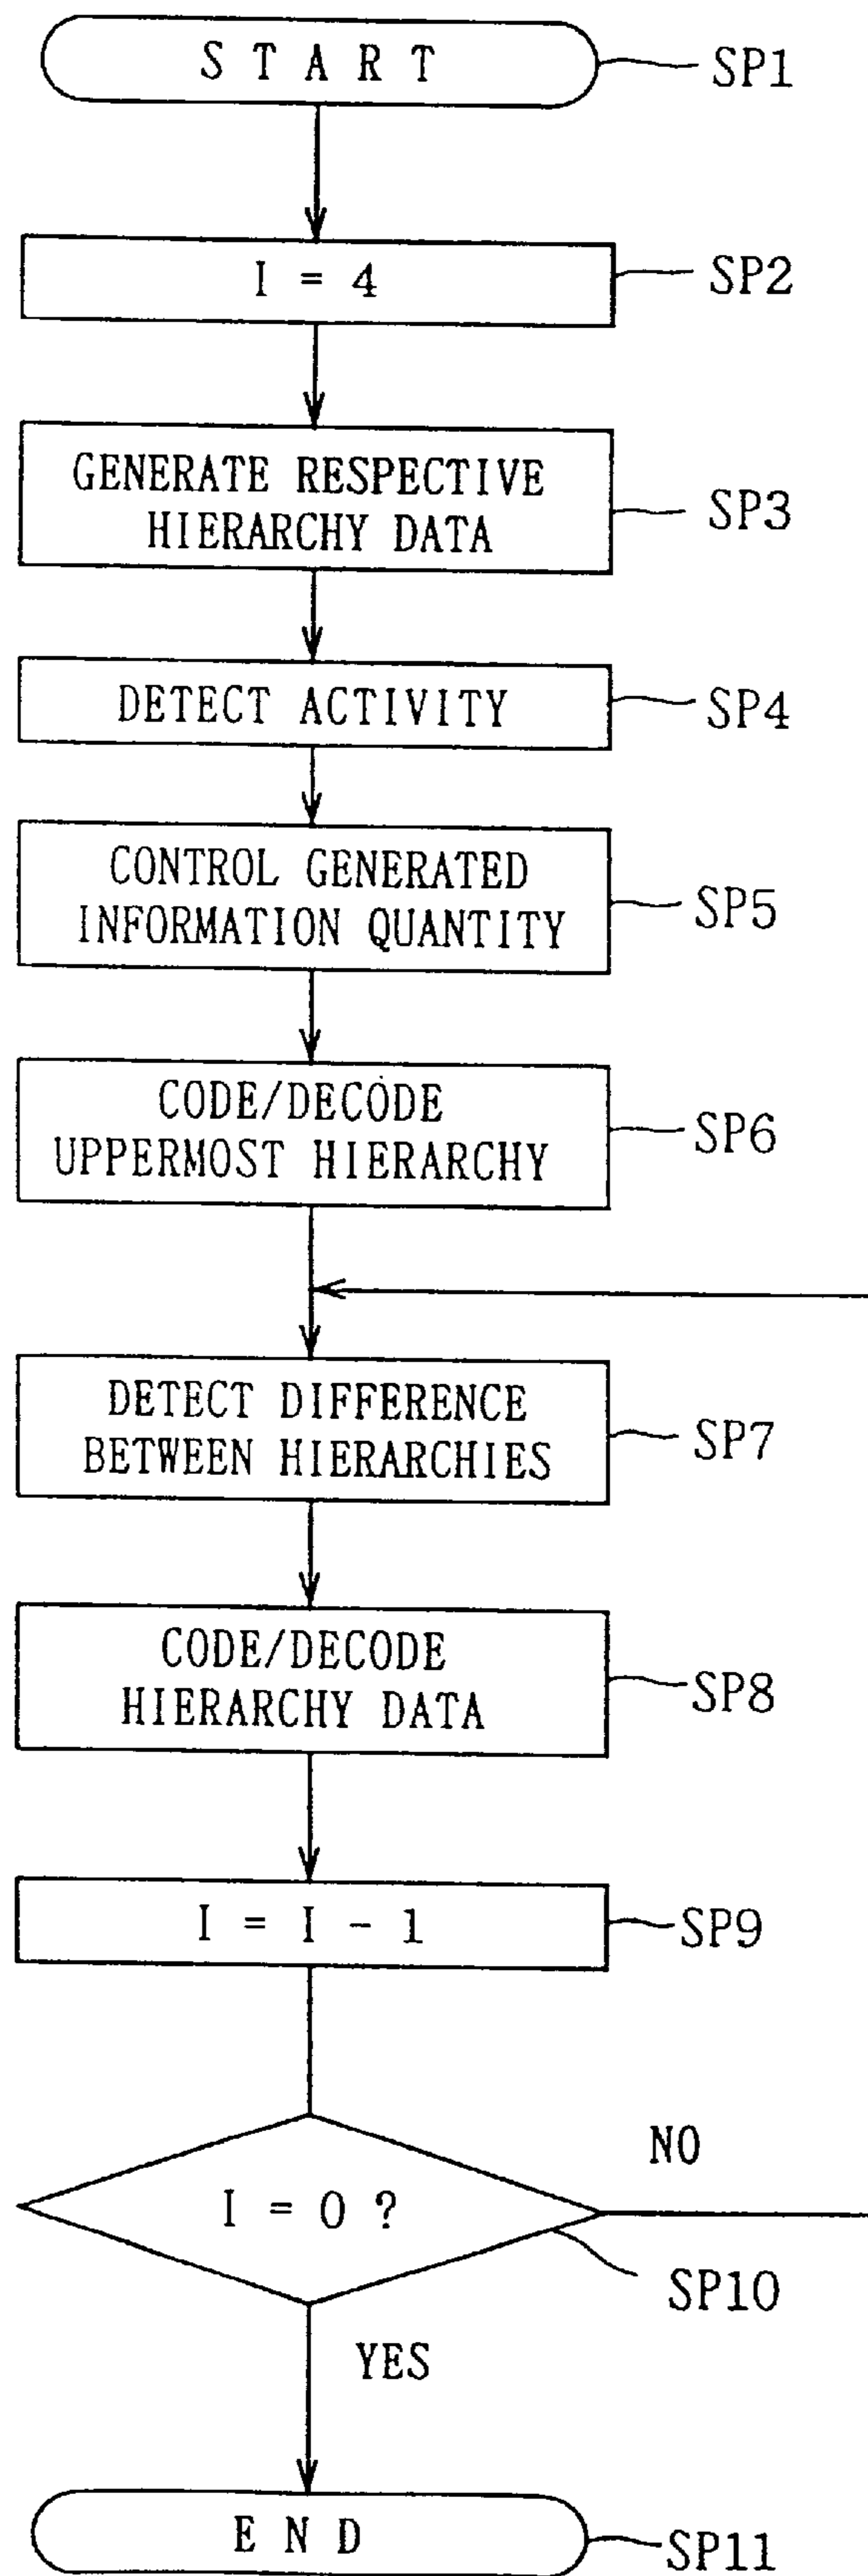 START
SP1
I = 4
SP2
GENERATE RESPECTIVE
HIERARCHY DATA
SP3
DETECT ACTIVITY
SP4
CONTROL GENERATED
INFORMATION QUANTITY
SP5
CODE/DECODE
UPPERMOST HIERARCHY
SP6
DETECT DIFFERENCE
BETWEEN HIERARCHIES
SP7
CODE/DECODE
HIERARCHY DATA
SP8
I = I - 1
SP9
NO
I = 0 ?
SP10
YES
END
SP11